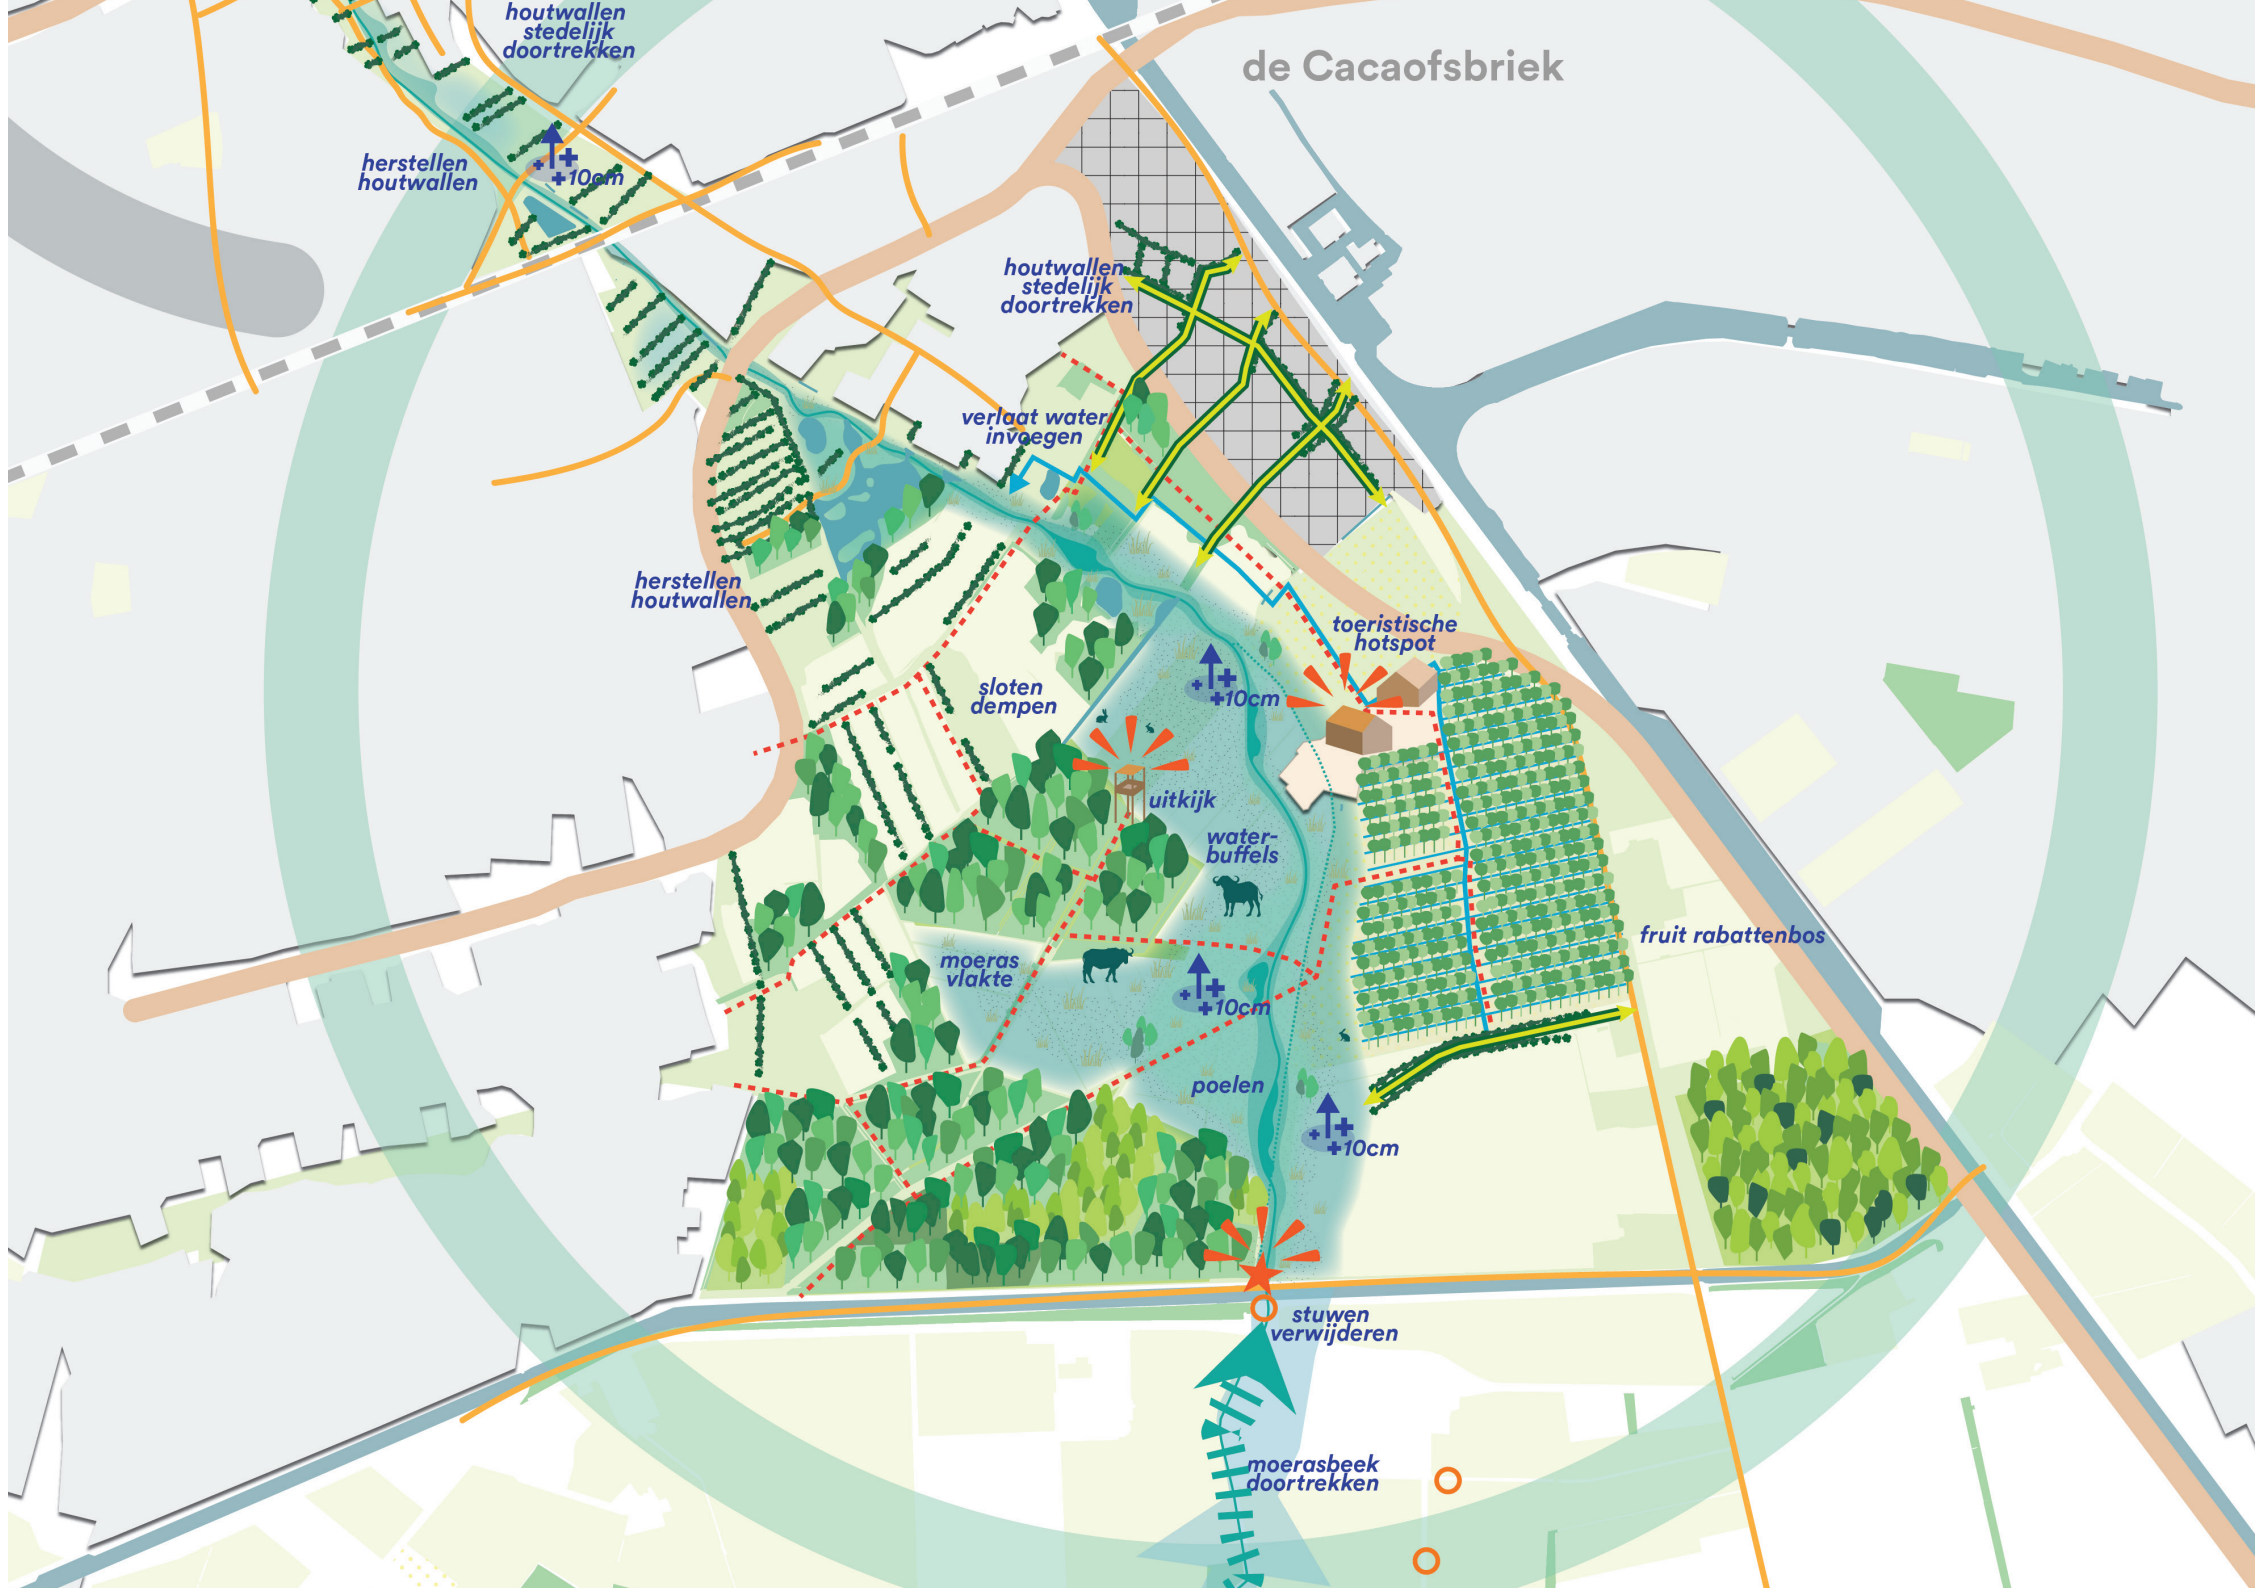 houtwallen
stedelijk
doortrekken
de Cacaofsbriek
herstellen
houtwallen
+10cm
houtwallen
stedelijk
doortrekken
verlaat water
invoegen
herstellen
houtwallen
toeristische
hotspot
sloten
dempen
+10cm
uitkijk
water-
buffels
fruit rabattenbos
moeras
vlakte
+10cm
poelen
+10cm
stuwen
verwijderen
moerasbeek
doortrekken